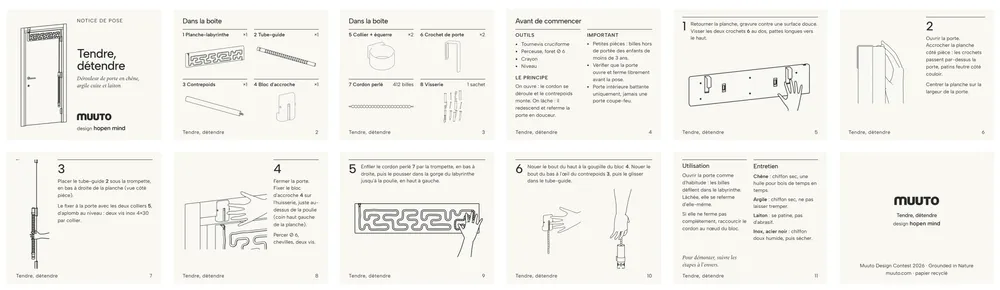 NOTICE DE POSE
Tendre,
détendre
Dérouleur de porte en chêne,
argile cuite et laiton.
muuto
design hopen mind
Dans la boîte
1 Planche-labyrinthe ×1
2 Tube-guide ×1
3 Contrepoids ×1
4 Bloc d'accroche ×1
Tendre, détendre 2
Dans la boîte
5 Collier + équerre ×2
6 Crochet de porte ×2
7 Cordon perlé 412 billes
8 Visserie 1 sachet
Tendre, détendre 3
Avant de commencer
OUTILS
• Tournevis cruciforme
• Perceuse, foret Ø 6
• Crayon
• Niveau
LE PRINCIPE
On ouvre : le cordon se
déroule et le contrepoids
monte. On lâche : il
redescend et referme la
porte en douceur.
IMPORTANT
• Petites pièces : billes hors
de portée des enfants de
moins de 3 ans.
• Vérifier que la porte
ouvre et ferme librement
avant la pose.
• Porte intérieure battante
uniquement, jamais une
porte coupe-feu.
Tendre, détendre 4
1
Retourner la planche, gravure contre une surface douce.
Visser les deux crochets 6 au dos, pattes longues vers
le haut.
Tendre, détendre 5
2
Ouvrir la porte.
Accrocher la planche
côté pièce : les crochets
passent par-dessus la
porte, patins feutre côté
couloir.
Centrer la planche sur la
largeur de la porte.
Tendre, détendre 6
3
Placer le tube-guide 2 sous la trompette,
en bas à droite de la planche (vue côté
pièce).
Le fixer à la porte avec les deux colliers 5,
d'aplomb au niveau : deux vis inox 4×30
par collier.
Tendre, détendre 7
4
Fermer la porte.
Fixer le bloc
d'accroche 4 sur
l'huisserie, juste au-
dessus de la poulie
(coin haut gauche
de la planche).
Percer Ø 6,
chevilles, deux vis.
Tendre, détendre 8
5
Enfiler le cordon perlé 7 par la trompette, en bas à
droite, puis le pousser dans la gorge du labyrinthe
jusqu'à la poulie, en haut à gauche.
Tendre, détendre 9
6
Nouer le bout du haut à la goupille du bloc 4. Nouer le
bout du bas à l'œil du contrepoids 3, puis le glisser
dans le tube-guide.
Tendre, détendre 10
Utilisation
Ouvrir la porte comme
d'habitude : les billes
défilent dans le labyrinthe.
Lâchée, elle se referme
d'elle-même.
Si elle ne ferme pas
complètement, raccourcir le
cordon au nœud du bloc.
Pour démonter, suivre les
étapes à l'envers.
Entretien
Chêne : chiffon sec, une
huile pour bois de temps en
temps.
Argile : chiffon sec, ne pas
laisser tremper.
Laiton : se patine, pas
d'abrasif.
Inox, acier noir : chiffon
doux humide, puis sécher.
Tendre, détendre 11
muuto
Tendre, détendre
design hopen mind
Muuto Design Contest 2026 · Grounded in Nature
muuto.com · papier recyclé